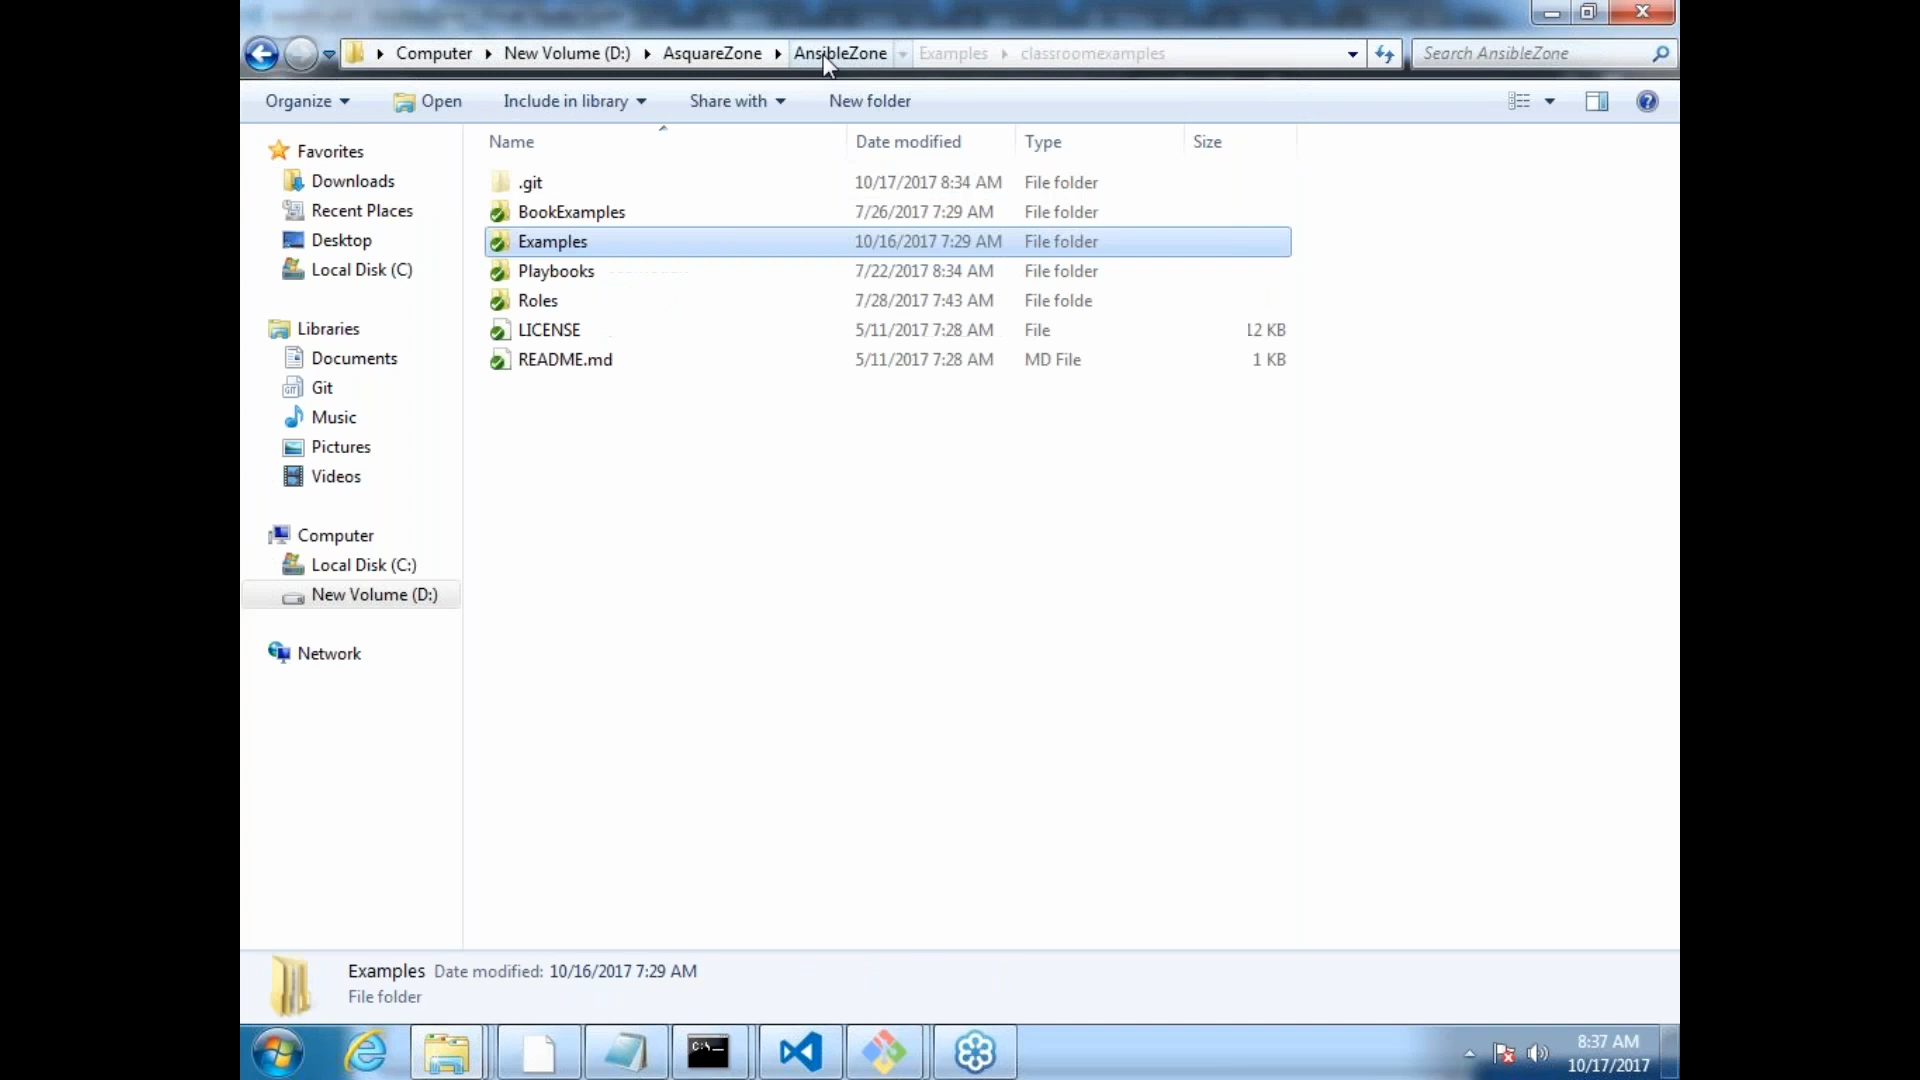 Computer New Volume (D:) AsquareZone AnsibleZone Examples classroomexamples Search AnsibleZone
Organize Open Include in library Share with New folder
Name Date modified Type Size
.git 10/17/2017 8:34 AM File folder
BookExamples 7/26/2017 7:29 AM File folder
Examples 10/16/2017 7:29 AM File folder
Playbooks 7/22/2017 8:34 AM File folder
Roles 7/28/2017 7:43 AM File folde
LICENSE 5/11/2017 7:28 AM File 12 KB
README.md 5/11/2017 7:28 AM MD File 1 KB
Favorites
Downloads
Recent Places
Desktop
Local Disk (C)
Libraries
Documents
Git
Music
Pictures
Videos
Computer
Local Disk (C:)
New Volume (D:)
Network
Examples Date modified: 10/16/2017 7:29 AM
File folder
8:37 AM
10/17/2017